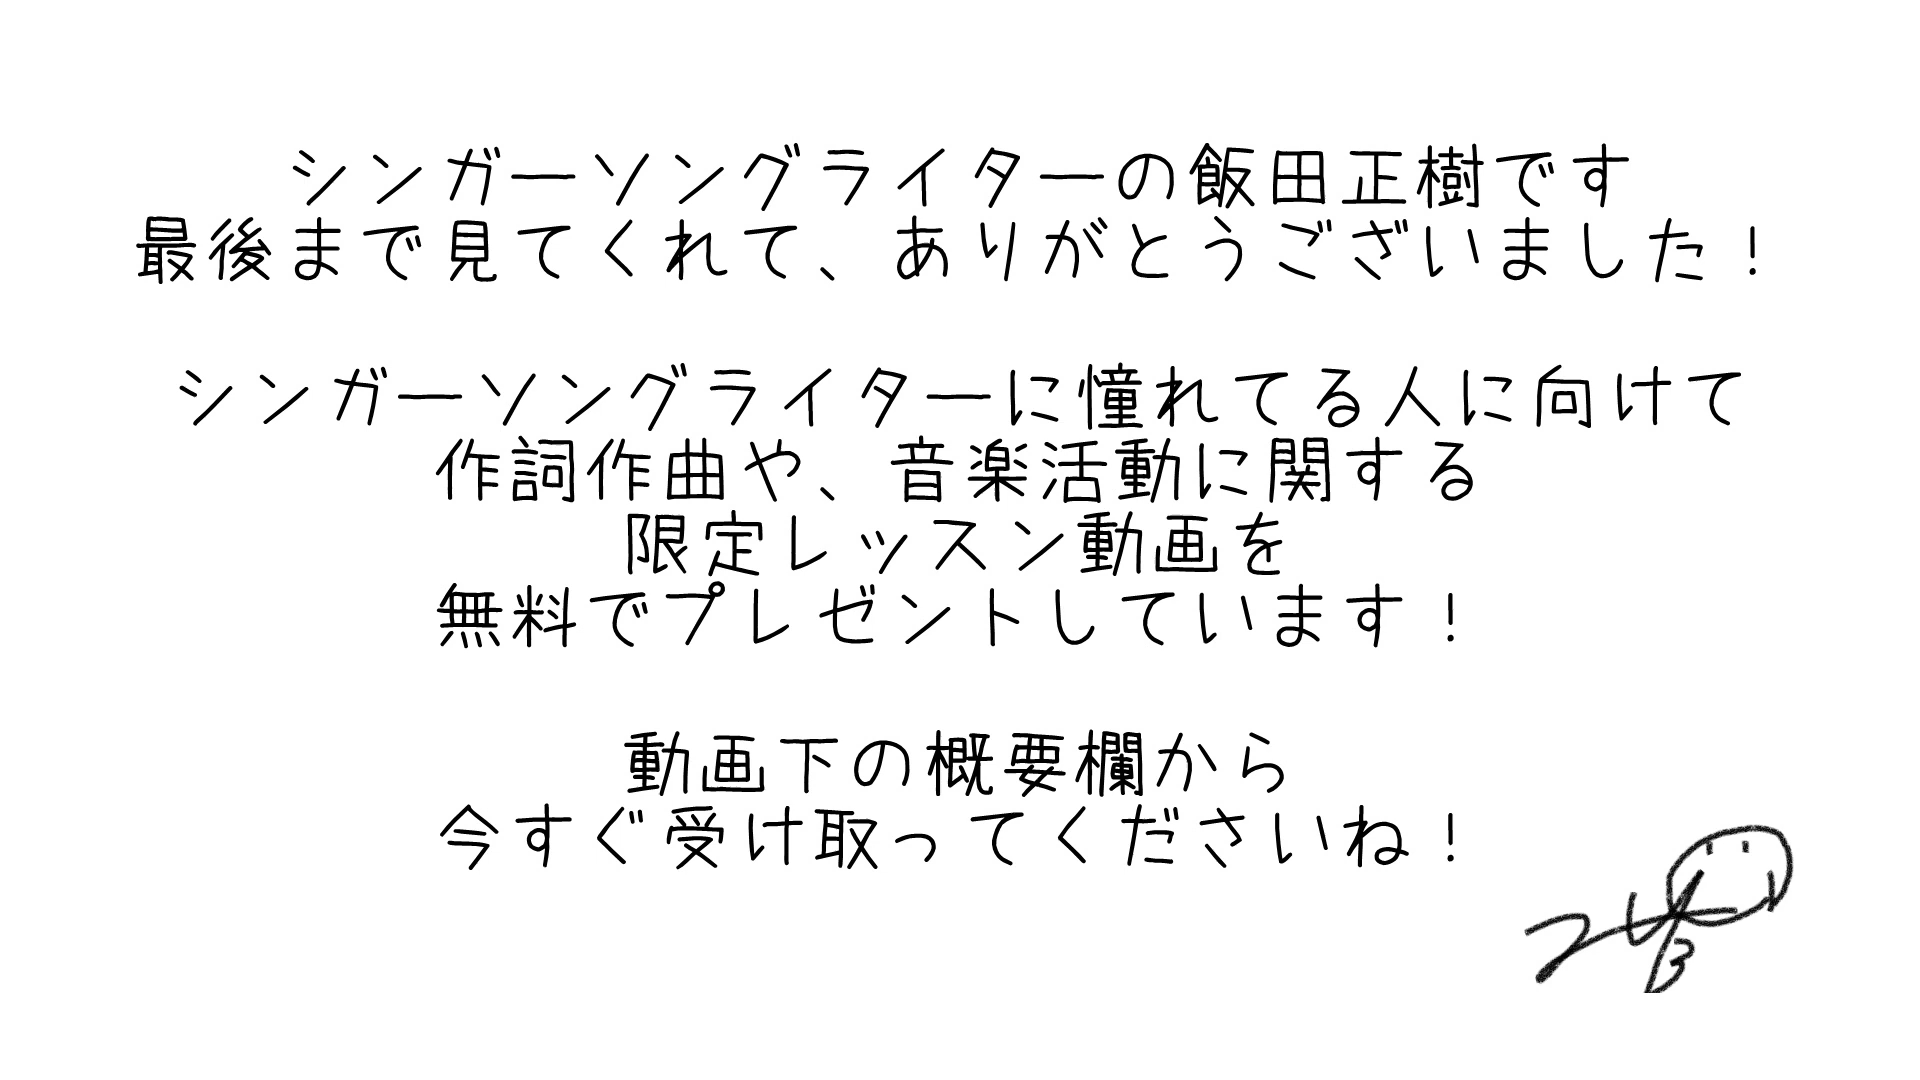 シンガーソングライターの飯田正樹です
最後まで見てくれて、ありがとうございました！
シンガーソングライターに憧れてる人に向けて
作詞作曲や、音楽活動に関する
限定レッスン動画を
無料でプレゼントしています！
動画下の概要欄から
今すぐ受け取ってくださいね！